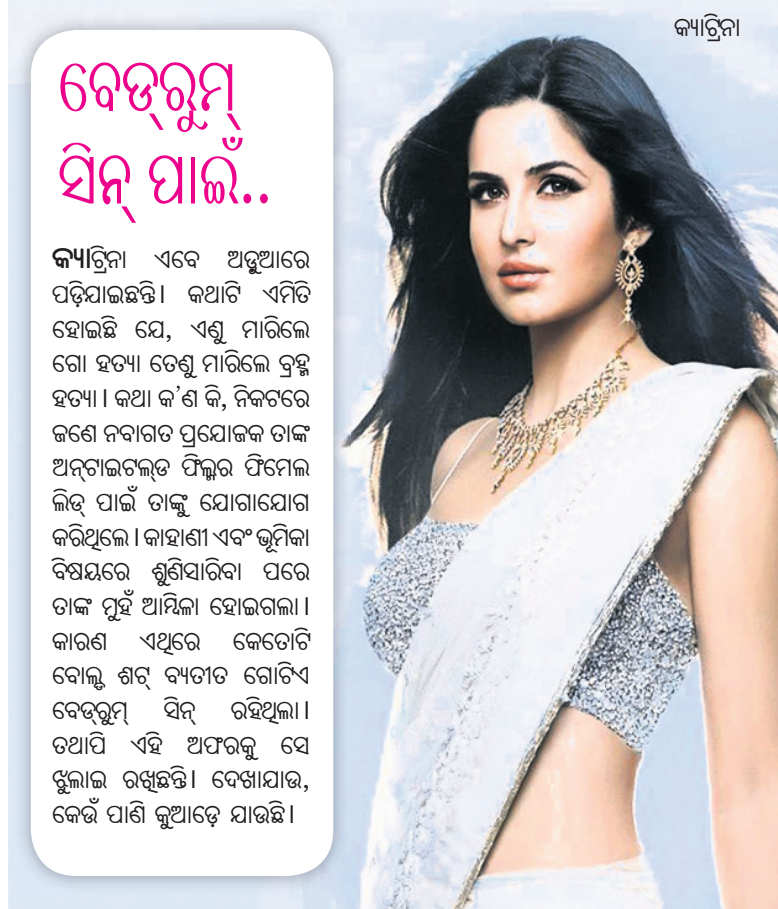 କ୍ୟାଟ୍ରିନା
ବେଡ୍‌ରୁମ୍
ସିନ୍ ପାଇଁ..
କ୍ୟାଟ୍ରିନା ଏବେ ଅଡୁଆରେ
ପଡ଼ିଯାଇଛନ୍ତି। କଥାଟି ଏମିତି
ହୋଇଛି ଯେ, ଏଣୁ ମାରିଲେ
ଗୋ ହତ୍ୟା ତେଣୁ ମାରିଲେ ବ୍ରହ୍ମ
ହତ୍ୟା। କଥା କ'ଣ କି, ନିକଟରେ
ଜଣେ ନବାଗତ ପ୍ରଯୋଜକ ତାଙ୍କ
ଅନ୍‌ଟାଇଟଲ୍‌ଡ ଫିଲ୍ମର ଫିମେଲ
ଲିଡ୍ ପାଇଁ ତାଙ୍କୁ ଯୋଗାଯୋଗ
କରିଥିଲେ। କାହାଣୀ ଏବଂ ଭୂମିକା
ବିଷୟରେ ଶୁଣିସାରିବା ପରେ
ତାଙ୍କ ମୁହଁ ଆମ୍ବିଳା ହୋଇଗଲା।
କାରଣ ଏଥିରେ କେତୋଟି
ବୋଲ୍ଡ ଶଟ୍ ବ୍ୟତୀତ ଗୋଟିଏ
ବେଡ୍‌ରୁମ୍ ସିନ୍ ରହିଥିଲା।
ତଥାପି ଏହି ଅଫରକୁ ସେ
ଝୁଲାଇ ରଖିଛନ୍ତି। ଦେଖାଯାଉ,
କେଉଁ ପାଣି କୁଆଡ଼େ ଯାଉଛି।